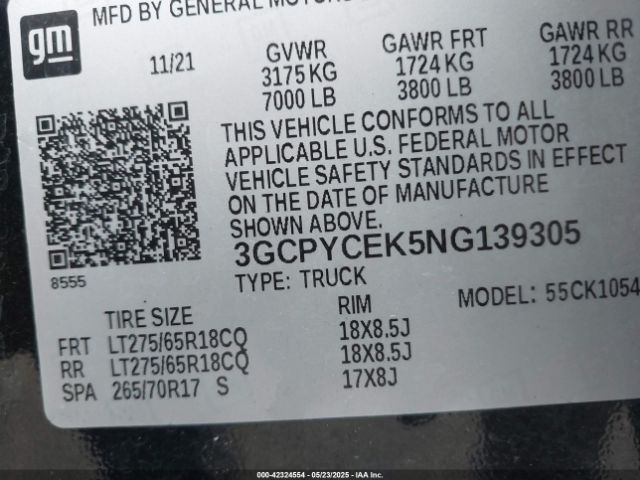 gm
MFD BY GENERAL MOTORS
11/21
GVWR
3175 KG
7000 LB
GAWR FRT
1724 KG
3800 LB
GAWR RR
1724 KG
3800 LB
THIS VEHICLE CONFORMS TO ALL
APPLICABLE U.S. FEDERAL MOTOR
VEHICLE SAFETY STANDARDS IN EFFECT
ON THE DATE OF MANUFACTURE
SHOWN ABOVE.
3GCPYCEK5NG139305
8555
TYPE: TRUCK
MODEL: 55CK1054
TIRE SIZE RIM
FRT LT275/65R18CQ 18X8.5J
RR LT275/65R18CQ 18X8.5J
SPA 265/70R17 S 17X8J
000-42324554 - 05/23/2025 - IAA Inc.